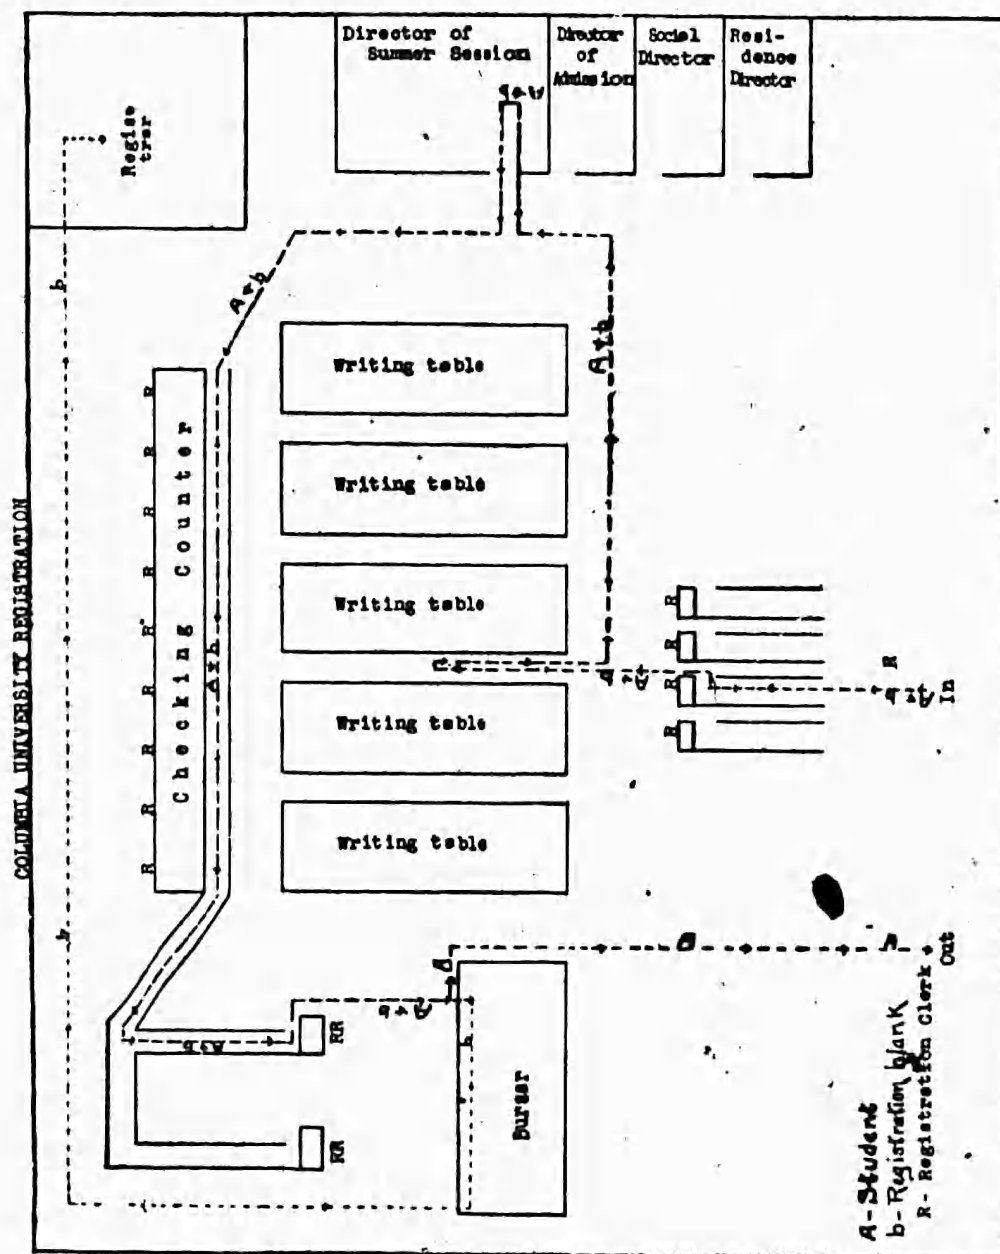 COLUMBIA UNIVERSITY REGISTRATION
Regis
trar
Director of
Summer Session
Director
of
Admission
Social
Director
Resi-
dence
Director
A+b
b
A+b
A+b
Writing table
Writing table
Writing table
Writing table
Writing table
R
R
R
R
R
R
R
R
R
Checking Counter
A+b
R
R
R
R
R
In
b
A+b
RR
RR
A
b
Bursar
A
Out
A-Student
b-Registration blank
R - Registration Clerk